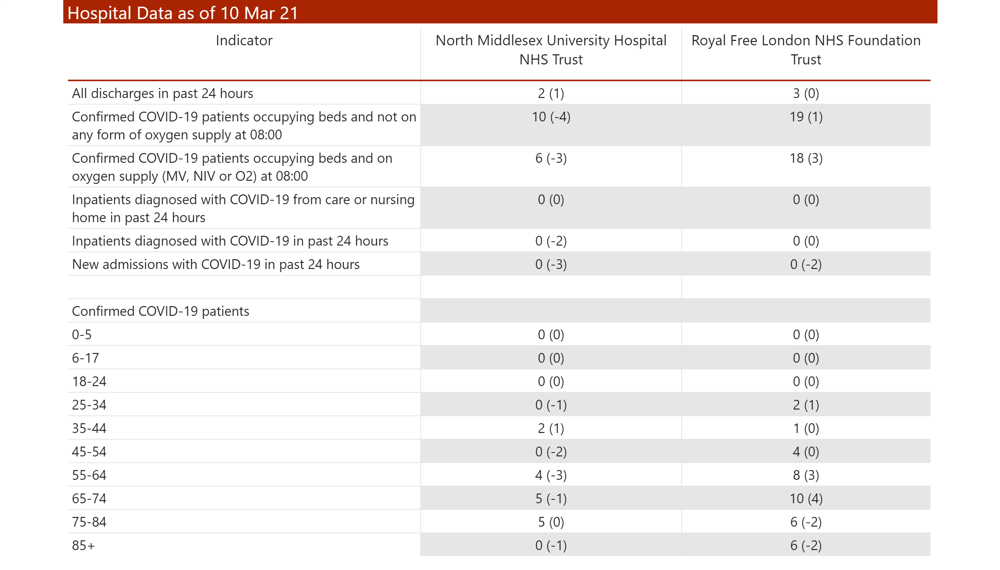 Hospital Data as of 10 Mar 21
Indicator
North Middlesex University Hospital
NHS Trust
Royal Free London NHS Foundation
Trust
All discharges in past 24 hours
2 (1)
3 (0)
Confirmed COVID-19 patients occupying beds and not on
any form of oxygen supply at 08:00
10 (-4)
19 (1)
Confirmed COVID-19 patients occupying beds and on
oxygen supply (MV, NIV or O2) at 08:00
6 (-3)
18 (3)
Inpatients diagnosed with COVID-19 from care or nursing
home in past 24 hours
0 (0)
0 (0)
Inpatients diagnosed with COVID-19 in past 24 hours
0 (-2)
0 (0)
New admissions with COVID-19 in past 24 hours
0 (-3)
0 (-2)
Confirmed COVID-19 patients
0-5
0 (0)
0 (0)
6-17
0 (0)
0 (0)
18-24
0 (0)
0 (0)
25-34
0 (-1)
2 (1)
35-44
2 (1)
1 (0)
45-54
0 (-2)
4 (0)
55-64
4 (-3)
8 (3)
65-74
5 (-1)
10 (4)
75-84
5 (0)
6 (-2)
85+
0 (-1)
6 (-2)